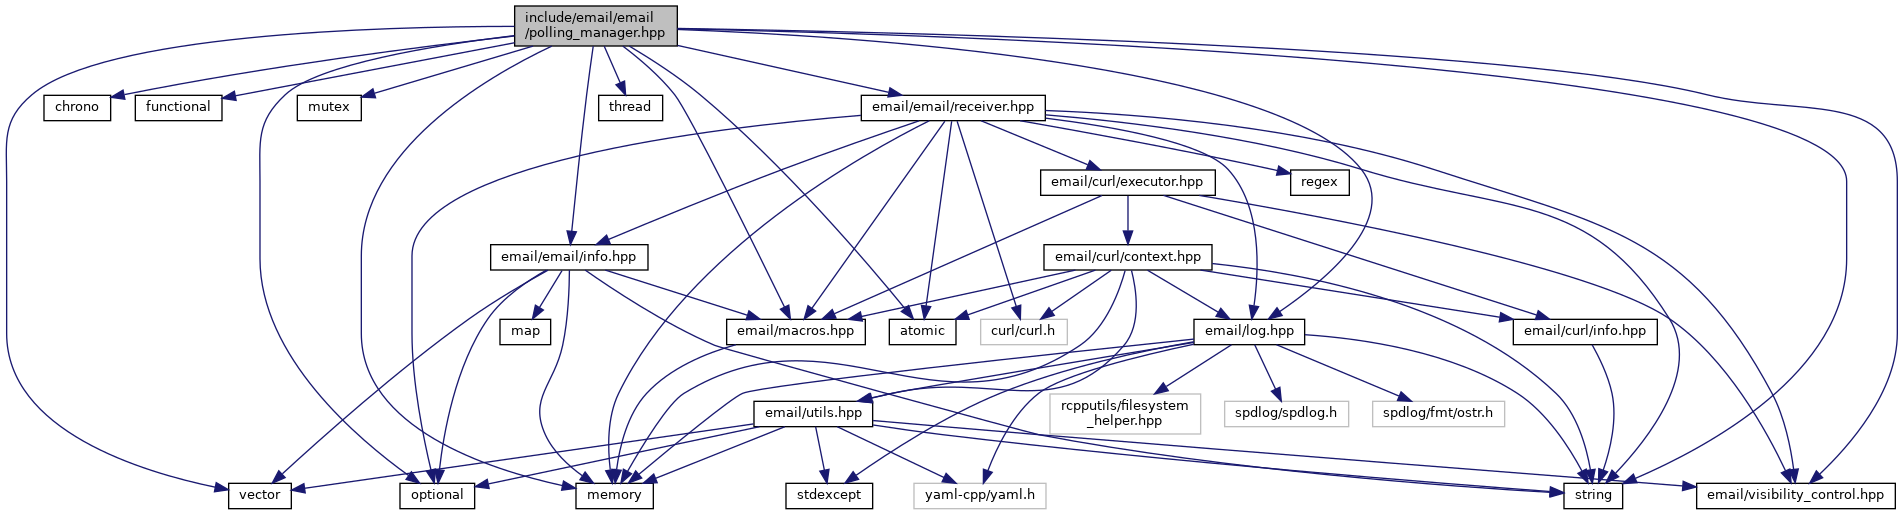 include/email/email
/polling_manager.hpp
chrono
functional
mutex
thread
email/email/receiver.hpp
email/curl/executor.hpp
regex
email/email/info.hpp
email/curl/context.hpp
map
email/macros.hpp
atomic
curl/curl.h
email/log.hpp
email/curl/info.hpp
email/utils.hpp
rcpputils/filesystem
_helper.hpp
spdlog/spdlog.h
spdlog/fmt/ostr.h
vector
optional
memory
stdexcept
yaml-cpp/yaml.h
string
email/visibility_control.hpp